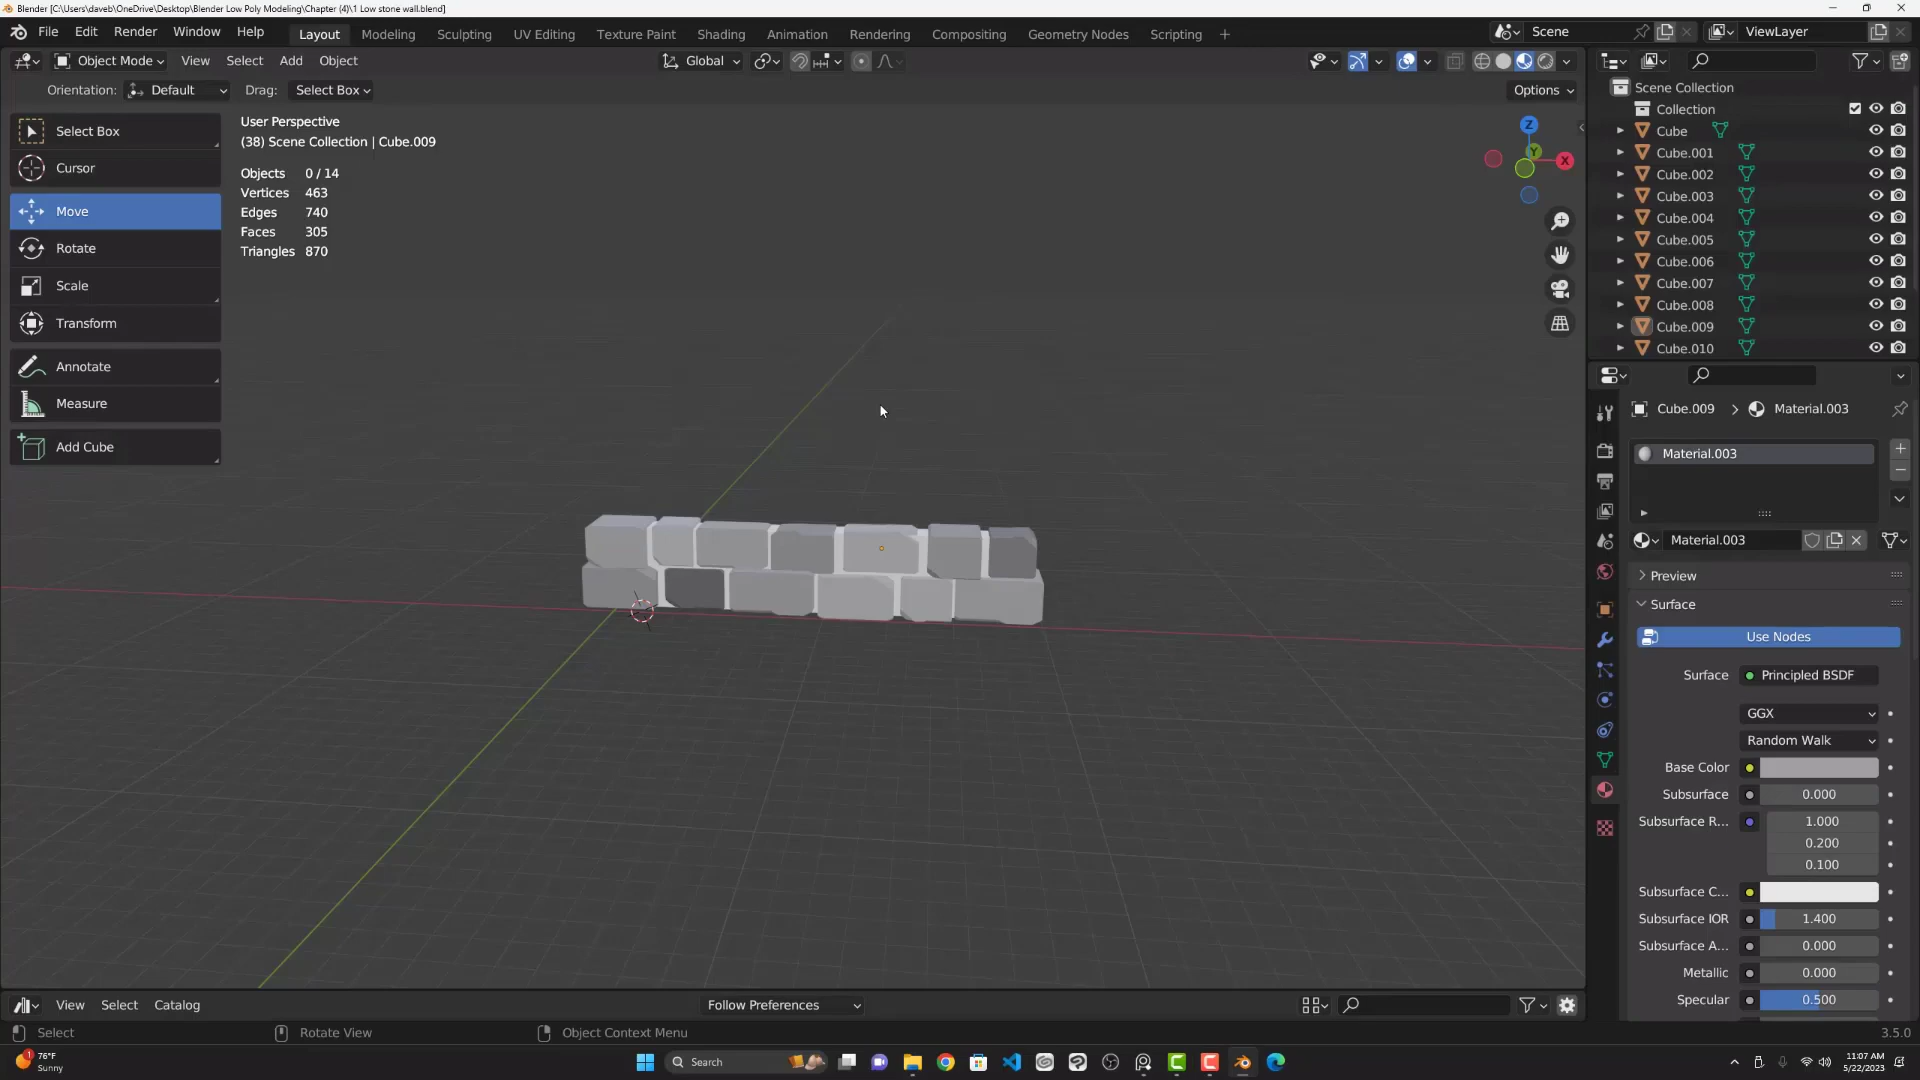 Blender [C:\Users\daveb\OneDrive\Desktop\Blender Low Poly Modeling\Chapter (4)\1 Low stone wall.blend]
File Edit Render Window Help
Layout Modeling Sculpting UV Editing Texture Paint Shading Animation Rendering Compositing Geometry Nodes Scripting +
Scene
ViewLayer
Object Mode View Select Add Object
Global
Orientation: Default Drag: Select Box
Options
Select Box
Cursor
Move
Rotate
Scale
Transform
Annotate
Measure
Add Cube
User Perspective
(38) Scene Collection | Cube.009
Objects 0 / 14
Vertices 463
Edges 740
Faces 305
Triangles 870
Z
Y
X
Scene Collection
Collection
Cube
Cube.001
Cube.002
Cube.003
Cube.004
Cube.005
Cube.006
Cube.007
Cube.008
Cube.009
Cube.010
Cube.009 > Material.003
Material.003
Material.003
Preview
Surface
Use Nodes
Surface Principled BSDF
GGX
Random Walk
Base Color
Subsurface 0.000
Subsurface R... 1.000
0.200
0.100
Subsurface C...
Subsurface IOR 1.400
Subsurface A... 0.000
Metallic 0.000
Specular 0.500
View Select Catalog
Follow Preferences
Select
Rotate View
Object Context Menu
3.5.0
1
76°F
Sunny
Search
11:07 AM
5/22/2023